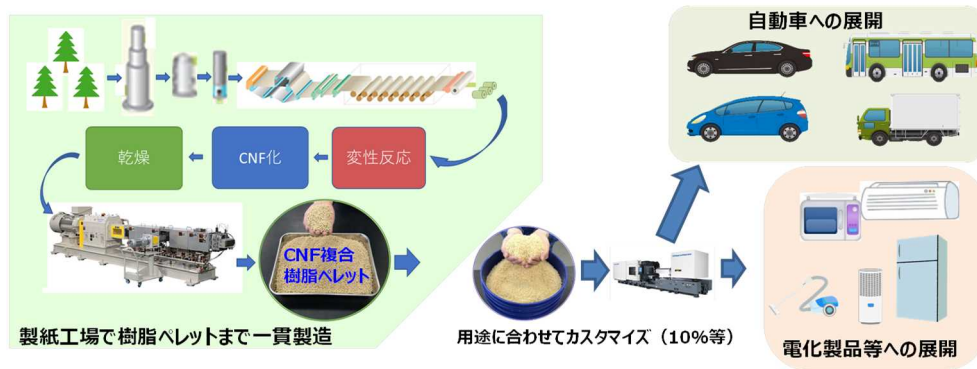 自動車への展開
乾燥
CNF化
変性反応
CNF複合
樹脂ペレット
製紙工場で樹脂ペレットまで一貫製造
用途に合わせてカスタマイズ（10%等）
電化製品等への展開